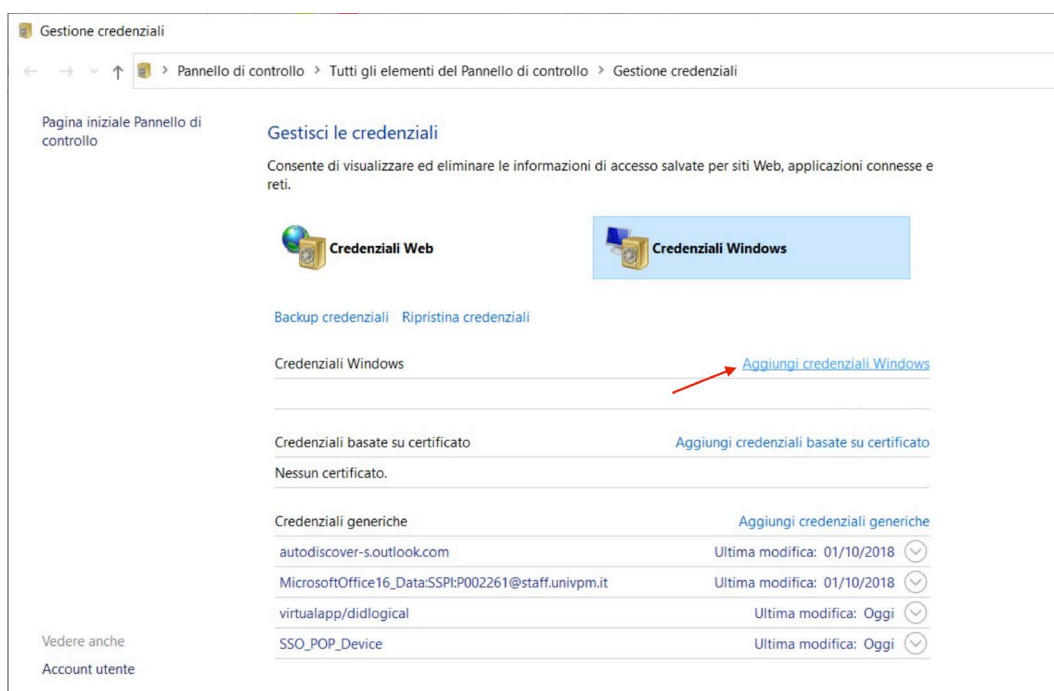 Gestione credenziali
Pannello di controllo > Tutti gli elementi del Pannello di controllo > Gestione credenziali
Pagina iniziale Pannello di
controllo
Gestisci le credenziali
Consente di visualizzare ed eliminare le informazioni di accesso salvate per siti Web, applicazioni connesse e
reti.
Credenziali Web
Credenziali Windows
Backup credenziali Ripristina credenziali
Credenziali Windows Aggiungi credenziali Windows
Credenziali basate su certificato Aggiungi credenziali basate su certificato
Nessun certificato.
Credenziali generiche Aggiungi credenziali generiche
autodiscover-s.outlook.com Ultima modifica: 01/10/2018
MicrosoftOffice16_Data:SSPI:P002261@staff.univpm.it Ultima modifica: 01/10/2018
virtualapp/didlogical Ultima modifica: Oggi
SSO_POP_Device Ultima modifica: Oggi
Vedere anche
Account utente